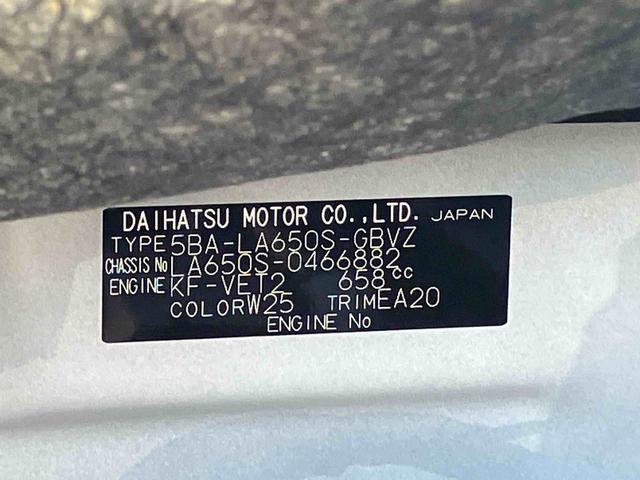 DAIHATSU MOTOR CO.,LTD. JAPAN
TYPE 5BA-LA650S-GBVZ
CHASSIS No LA650S-0466882
ENGINE KF-VET2 658cc
COLOR W25 TRIM EA20
ENGINE No